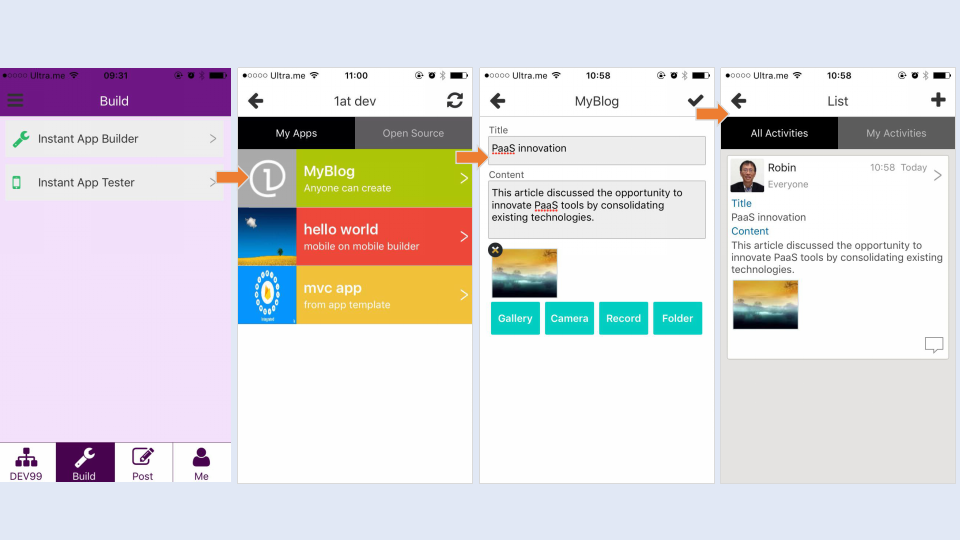 Ultra.me 09:31
Build
Instant App Builder
Instant App Tester
DEV99 Build Post Me
Ultra.me 11:00
1at dev
My Apps Open Source
MyBlog
Anyone can create
hello world
mobile on mobile builder
mvc app
from app template
Ultra.me 10:58
MyBlog
Title
PaaS innovation
Content
This article discussed the opportunity to
innovate PaaS tools by consolidating
existing technologies.
Gallery Camera Record Folder
Ultra.me 10:58
List
All Activities My Activities
Robin 10:58 Today
Everyone
Title
PaaS innovation
Content
This article discussed the opportunity to
innovate PaaS tools by consolidating existing
technologies.